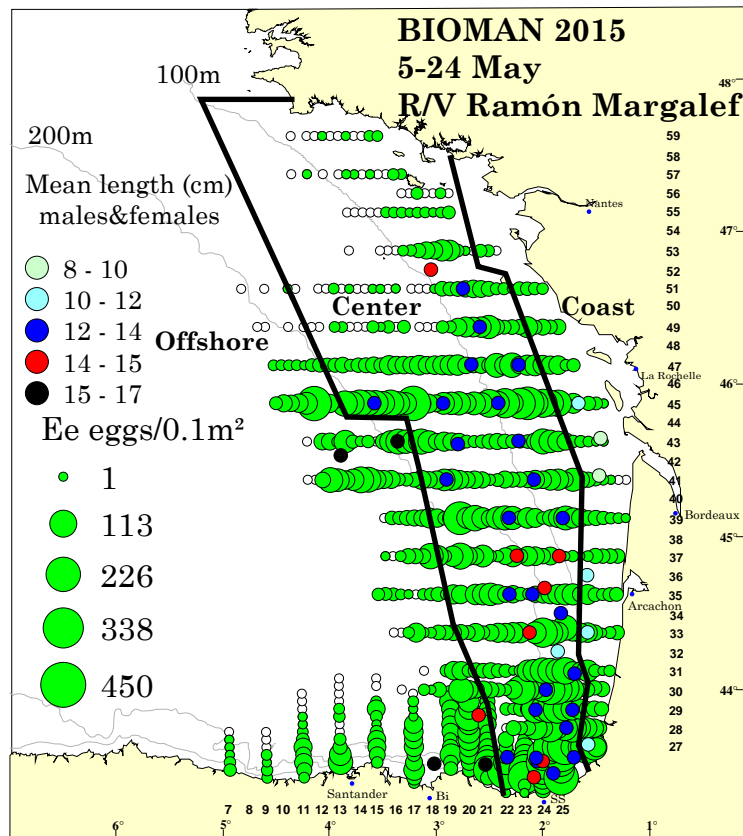 BIOMAN 2015
5-24 May
R/V Ramón Margalef
100m
48°
200m
59
58
57
56
55
54
53
52
51
50
49
48
47
46
45
44
43
42
41
40
39
38
37
36
35
34
33
32
31
30
29
28
27
Mean length (cm)
males&females
8 - 10
10 - 12
12 - 14
14 - 15
15 - 17
Ee eggs/0.1m²
1
113
226
338
450
Offshore
Center
Coast
Nantes
47°
La Rochelle
46°
Bordeaux
45°
Arcachon
44°
Santander
Bi
SS
7 8 9 10 11 12 13 14 15 16 17 18 19 20 21 22 23 24 25
6° 5° 4° 3° 2° 1°